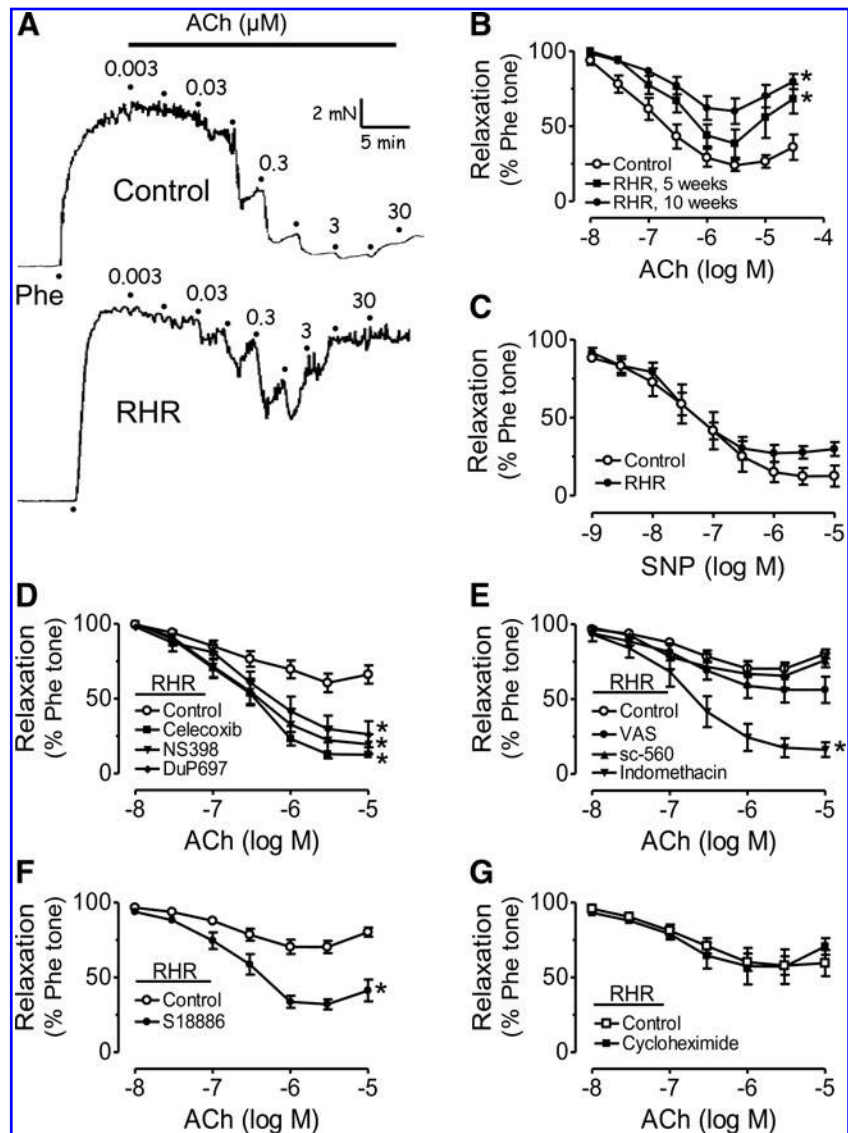 A
ACh (µM)
0.003
0.03
2 mN
5 min
0.3
Control
3
30
Phe
0.003
0.03
0.3
3
30
RHR
B
Relaxation
(% Phe tone)
100
50
0
Control
RHR, 5 weeks
RHR, 10 weeks
*
*
-8 -7 -6 -5 -4
ACh (log M)
C
Relaxation
(% Phe tone)
100
50
0
Control
RHR
-9 -8 -7 -6 -5
SNP (log M)
D
Relaxation
(% Phe tone)
100
50
0
RHR
Control
Celecoxib
NS398
DuP697
*
*
*
-8 -7 -6 -5
ACh (log M)
E
Relaxation
(% Phe tone)
100
50
0
RHR
Control
VAS
sc-560
Indomethacin
*
-8 -7 -6 -5
ACh (log M)
F
Relaxation
(% Phe tone)
100
50
0
RHR
Control
S18886
*
-8 -7 -6 -5
ACh (log M)
G
Relaxation
(% Phe tone)
100
50
0
RHR
Control
Cycloheximide
-8 -7 -6 -5
ACh (log M)